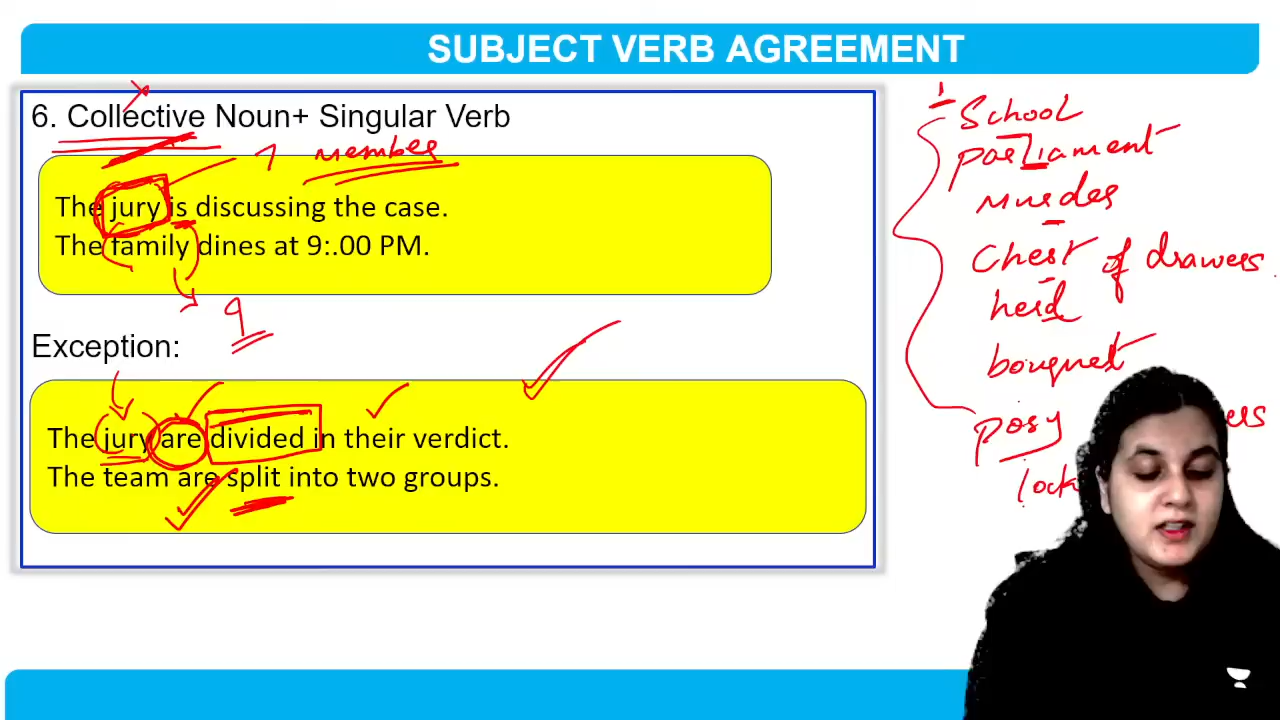 SUBJECT VERB AGREEMENT
6. Collective Noun+ Singular Verb
member
The jury is discussing the case.
The family dines at 9:.00 PM.
9
Exception:
The jury are divided in their verdict.
The team are split into two groups.
School
parliament
murder
Chest of drawers
herd
bouquet
posy
lock